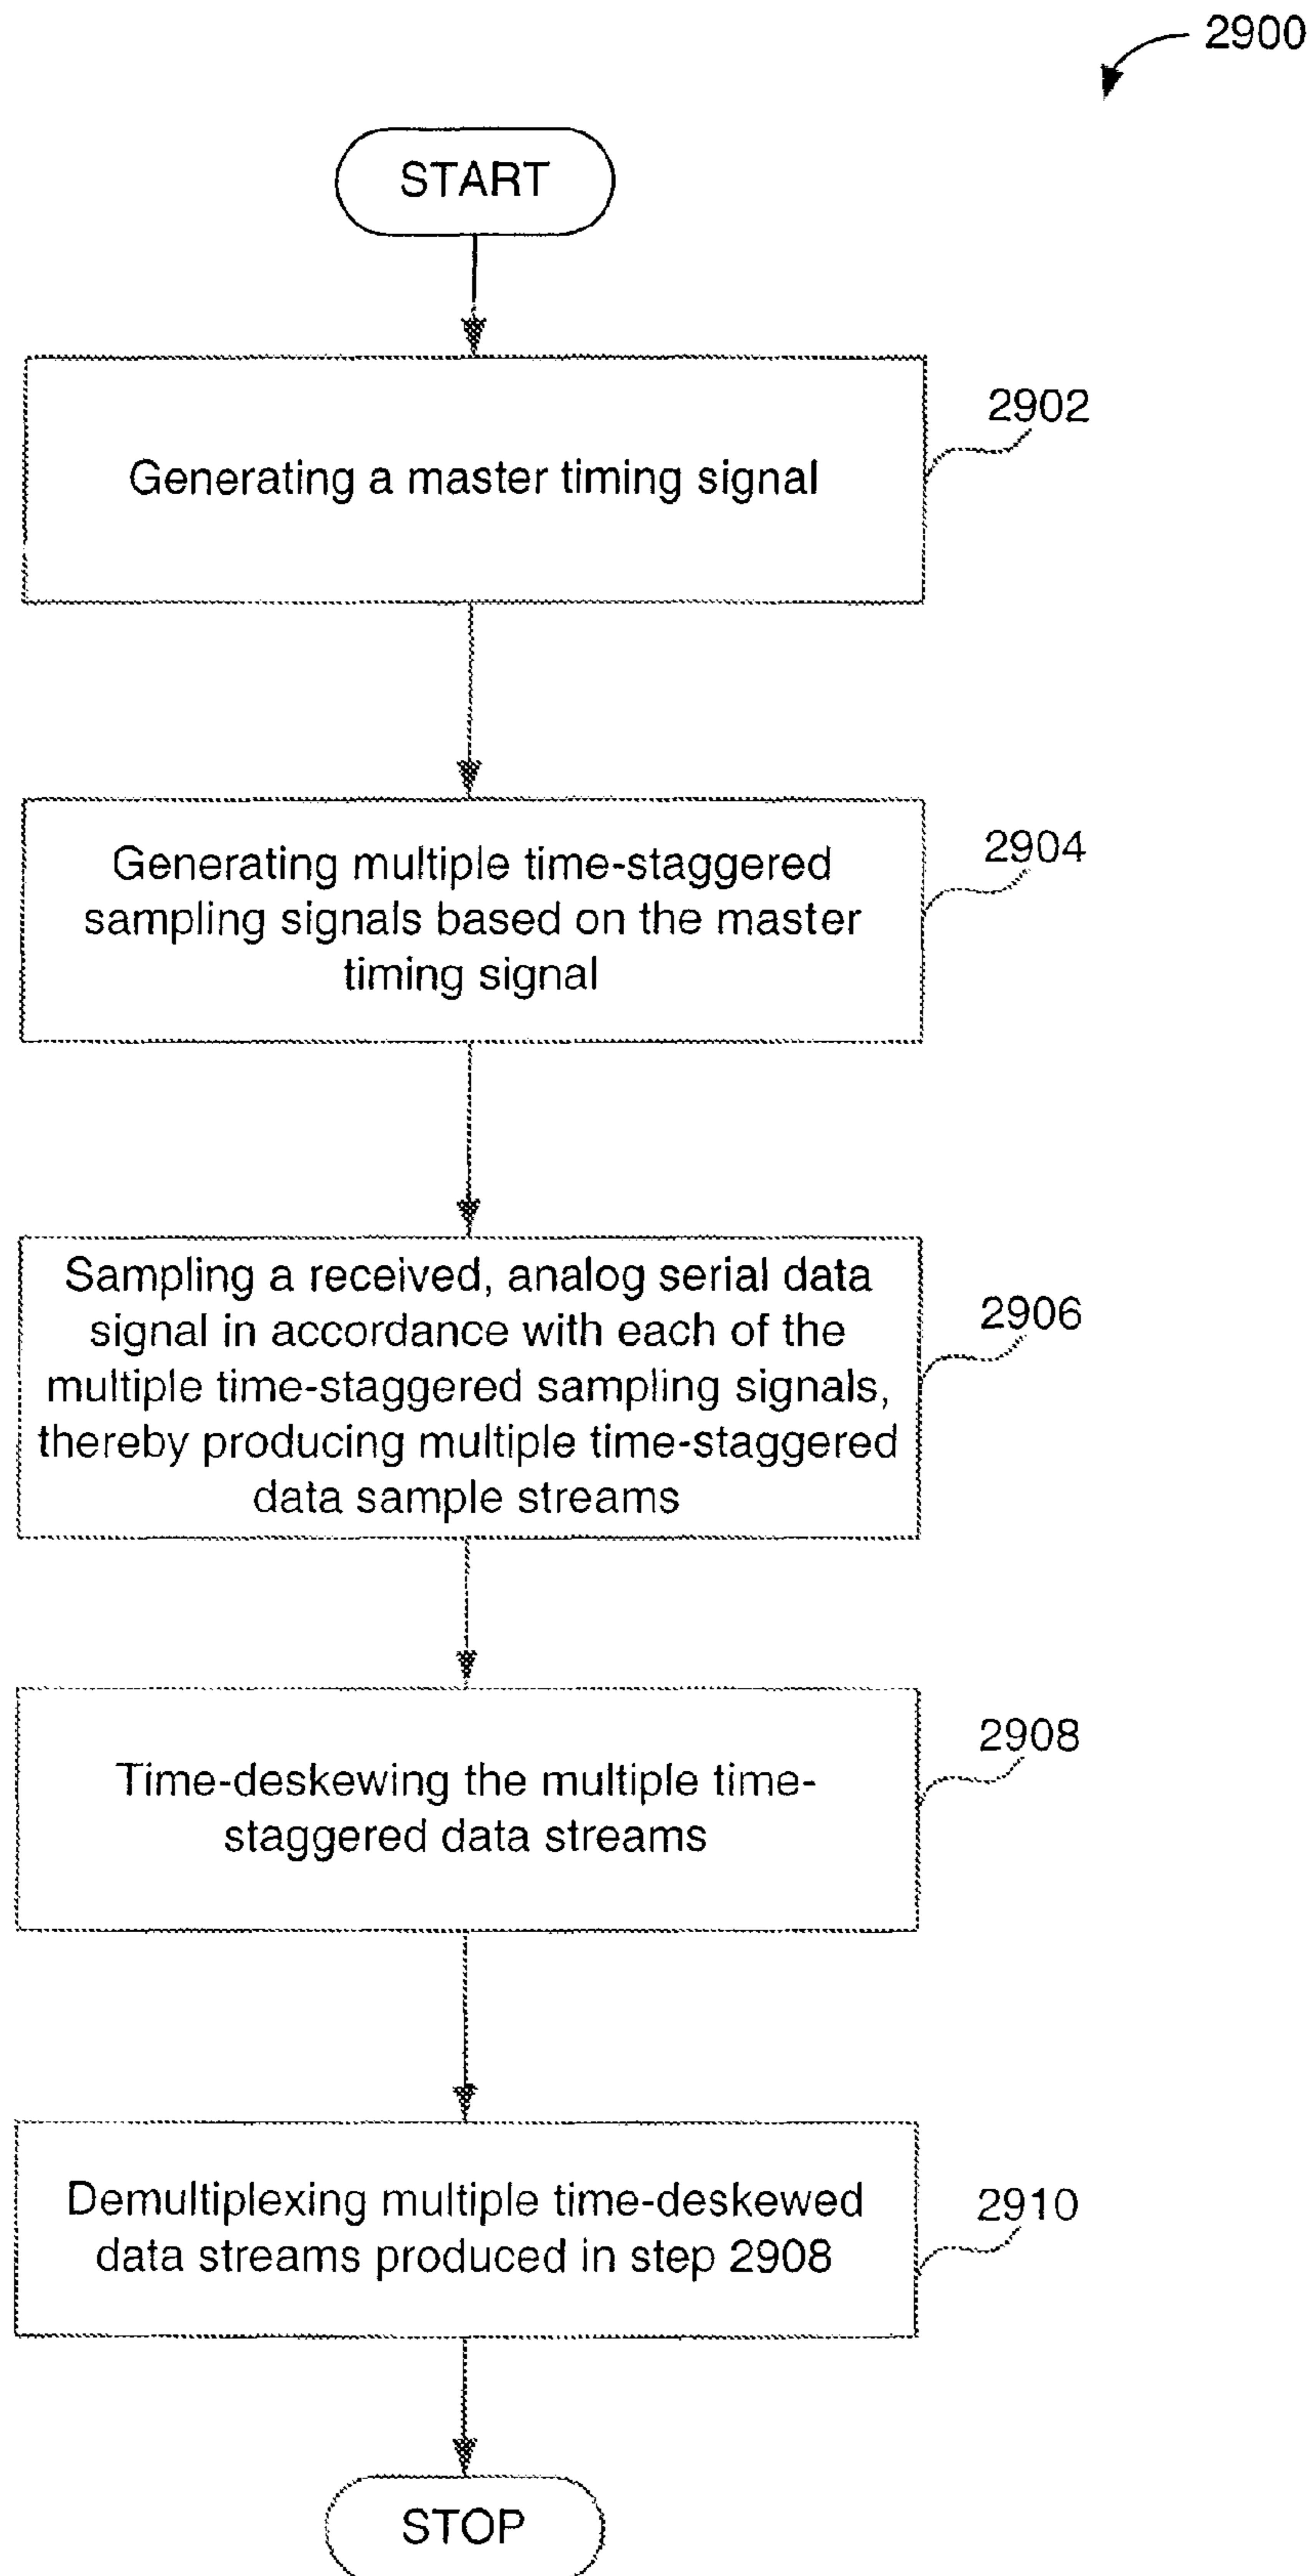 2900
START
2902
Generating a master timing signal
2904
Generating multiple time-staggered
sampling signals based on the master
timing signal
2906
Sampling a received, analog serial data
signal in accordance with each of the
multiple time-staggered sampling signals,
thereby producing multiple time-staggered
data sample streams
2908
Time-deskewing the multiple time-
staggered data streams
2910
Demultiplexing multiple time-deskewed
data streams produced in step 2908
STOP